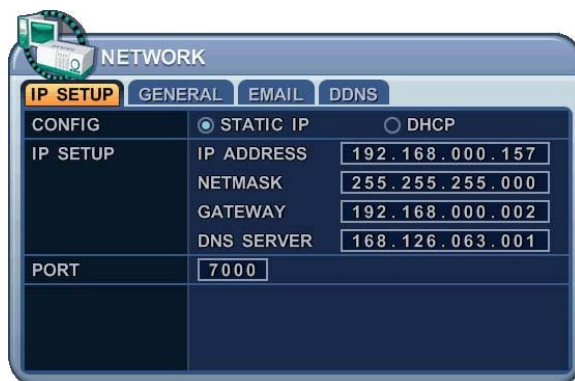 NETWORK
IP SETUP GENERAL EMAIL DDNS
CONFIG STATIC IP DHCP
IP SETUP IP ADDRESS 192.168.000.157
NETMASK 255.255.255.000
GATEWAY 192.168.000.002
DNS SERVER 168.126.063.001
PORT 7000